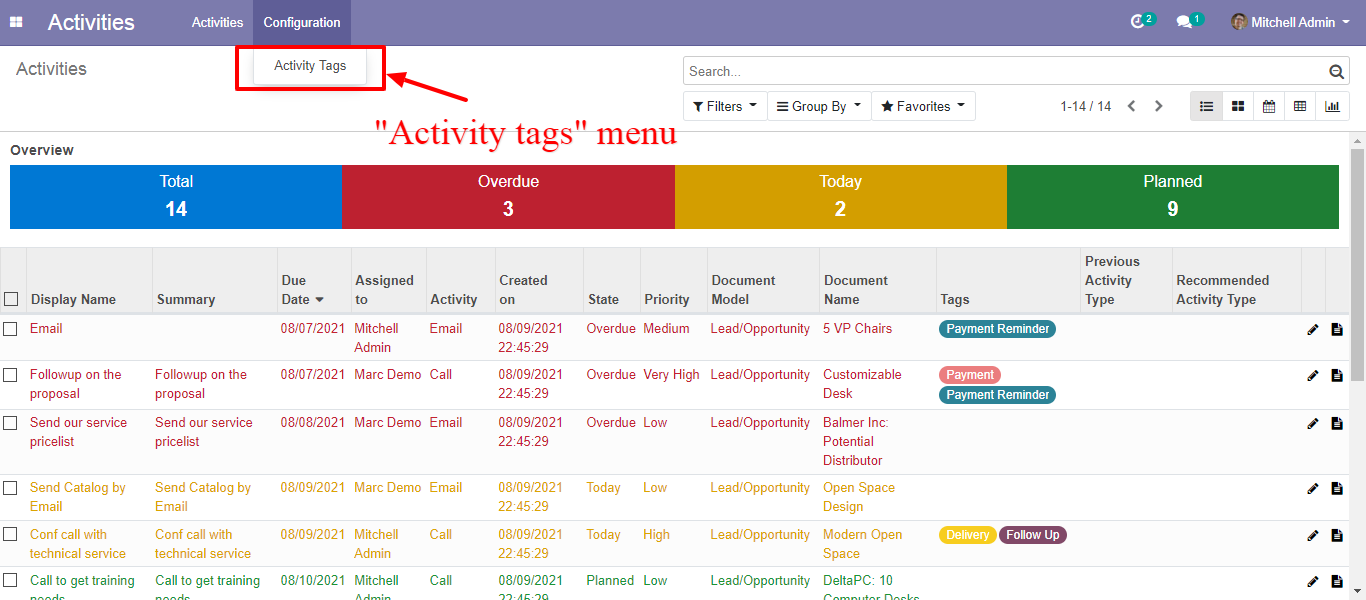 Activities Activities Configuration 2 1 Mitchell Admin
Activities Activity Tags Search...
Filters Group By Favorites 1-14 / 14
"Activity tags" menu
Overview
Total Overdue Today Planned
14 3 2 9
Display Name Summary Due Date Assigned to Activity Created on State Priority Document Model Document Name Tags Previous Activity Type Recommended Activity Type
Email 08/07/2021 Mitchell Email 08/09/2021 Overdue Medium Lead/Opportunity 5 VP Chairs Payment Reminder
Admin 22:45:29
Followup on the Followup on the 08/07/2021 Marc Demo Call 08/09/2021 Overdue Very High Lead/Opportunity Customizable Payment
proposal proposal 22:45:29 Desk Payment Reminder
Send our service Send our service 08/08/2021 Marc Demo Email 08/09/2021 Overdue Low Lead/Opportunity Balmer Inc:
pricelist pricelist 22:45:29 Potential
Distributor
Send Catalog by Send Catalog by 08/09/2021 Marc Demo Email 08/09/2021 Today Low Lead/Opportunity Open Space
Email Email 22:45:29 Design
Conf call with Conf call with 08/09/2021 Mitchell Call 08/09/2021 Today High Lead/Opportunity Modern Open Delivery Follow Up
technical service technical service Admin 22:45:29 Space
Call to get training Call to get training 08/10/2021 Mitchell Call 08/09/2021 Planned Low Lead/Opportunity DeltaPC: 10
needs needs Admin 22:45:29 Computer Desks